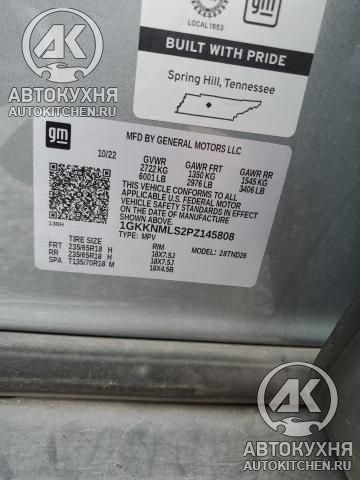 LOCAL 1853
gm
BUILT WITH PRIDE
Spring Hill, Tennessee
АВТОКУХНЯ
AUTOKITCHEN.RU
gm
MFD BY GENERAL MOTORS LLC
10/22 GVWR GAWR FRT GAWR RR
2722 KG 1350 KG 1545 KG
6001 LB 2976 LB 3406 LB
THIS VEHICLE CONFORMS TO ALL
APPLICABLE U.S. FEDERAL MOTOR
VEHICLE SAFETY STANDARDS IN
EFFECT ON THE DATE OF MANUFACTURE
SHOWN ABOVE.
1GKKNMLS2PZ145808
TYPE: MPV MODEL: 28TND26
130H
TIRE SIZE RIM
FRT 235/65R18 H 18X7.5J
RR 235/65R18 H 18X7.5J
SPA T135/70R18 M 18X4.5B
АВТОКУХНЯ
AUTOKITCHEN.RU